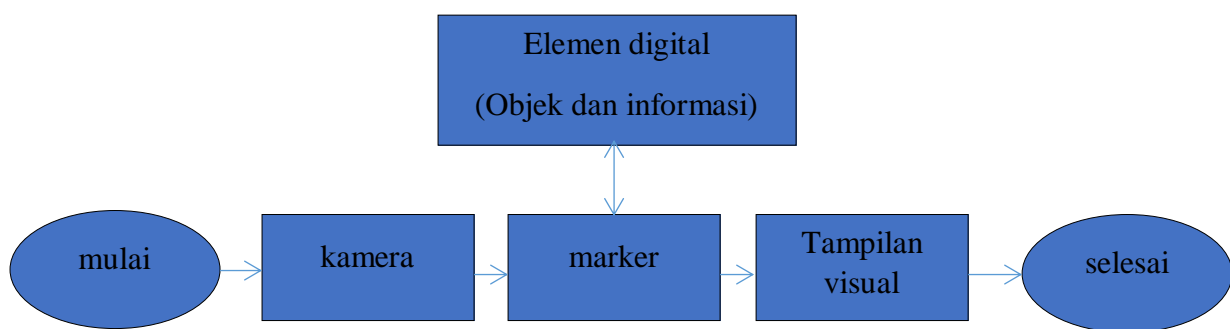 Elemen digital
(Objek dan informasi)
mulai
kamera
marker
Tampilan
visual
selesai